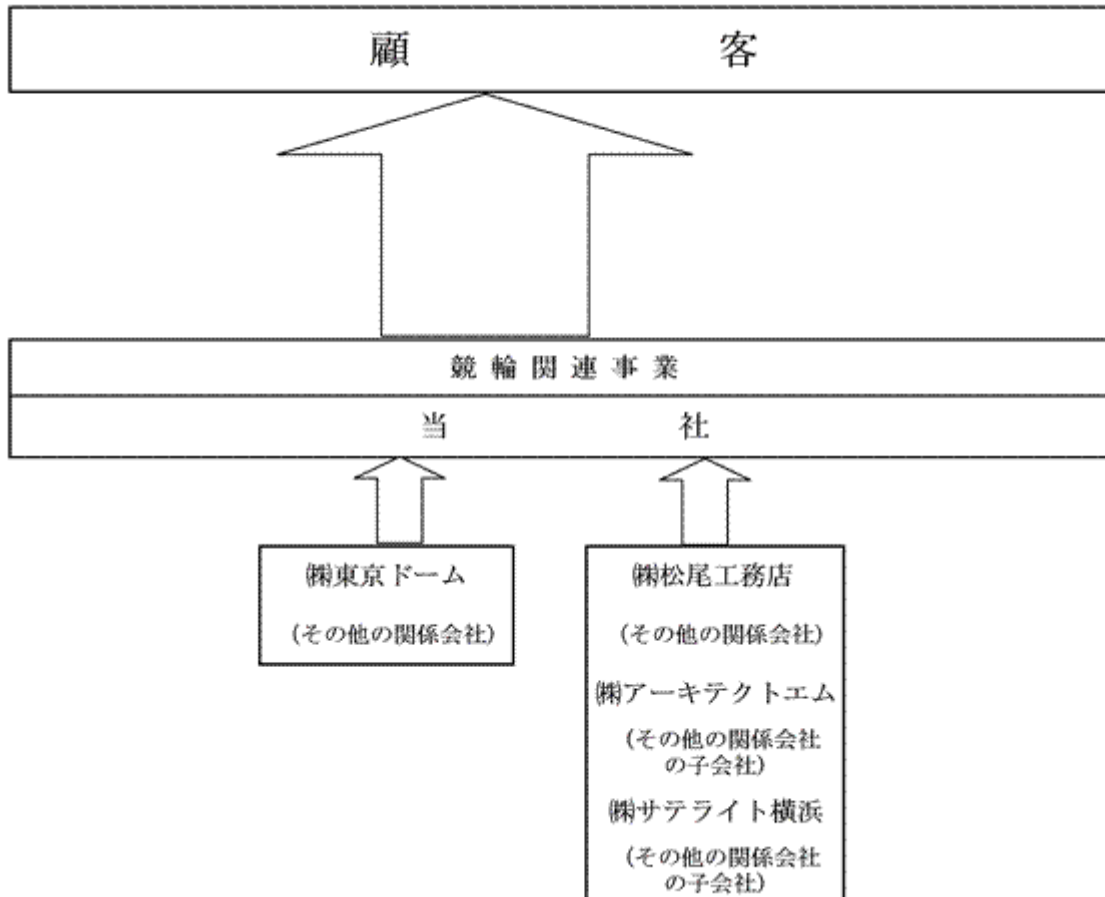 顧客
競輪関連事業
当社
㈱東京ドーム
(その他の関係会社)
㈱松尾工務店
(その他の関係会社)
㈱アーキテクトエム
(その他の関係会社
の子会社)
㈱サテライト横浜
(その他の関係会社
の子会社)